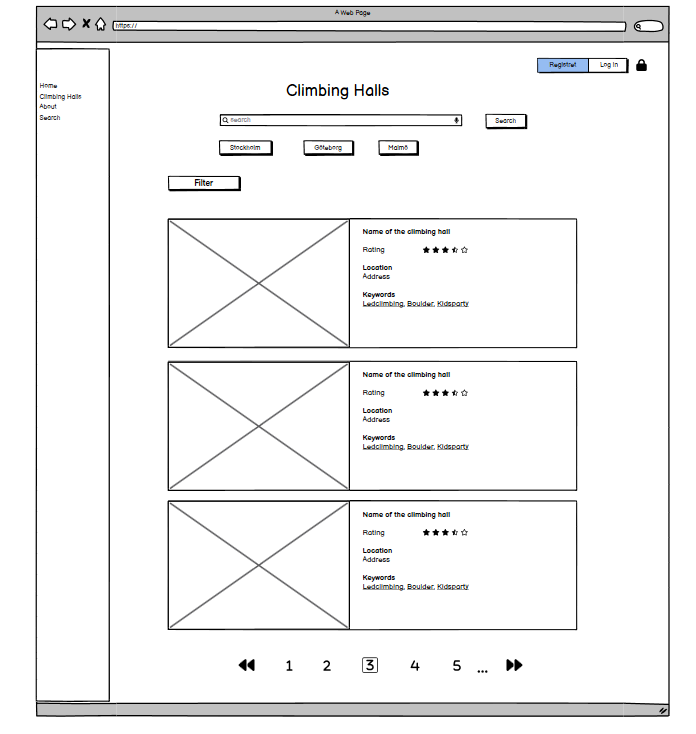 A Web Page
https://
Registret Log in
Home
Climbing Halls
About
Search
Climbing Halls
search
Search
Stockholm Göteborg Malmö
Filter
Name of the climbing hall
Rating
Location
Address
Keywords
Ledclimbing, Boulder, Kidsparty
Name of the climbing hall
Rating
Location
Address
Keywords
Ledclimbing, Boulder, Kidsparty
Name of the climbing hall
Rating
Location
Address
Keywords
Ledclimbing, Boulder, Kidsparty
1 2 3 4 5 ...